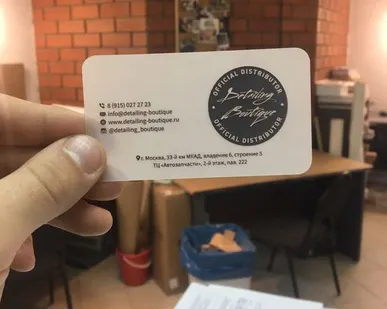 8 (915) 027 27 23
info@detailing-boutique
www.detailing-boutique.ru
@detailing_boutique
г. Москва, 33-й км МКАД, владение 6, строение 5
ТЦ «Автозапчасти», 2-й этаж, пав. 222
OFFICIAL DISTRIBUTOR
Detailing
Boutique
OFFICIAL DISTRIBUTOR